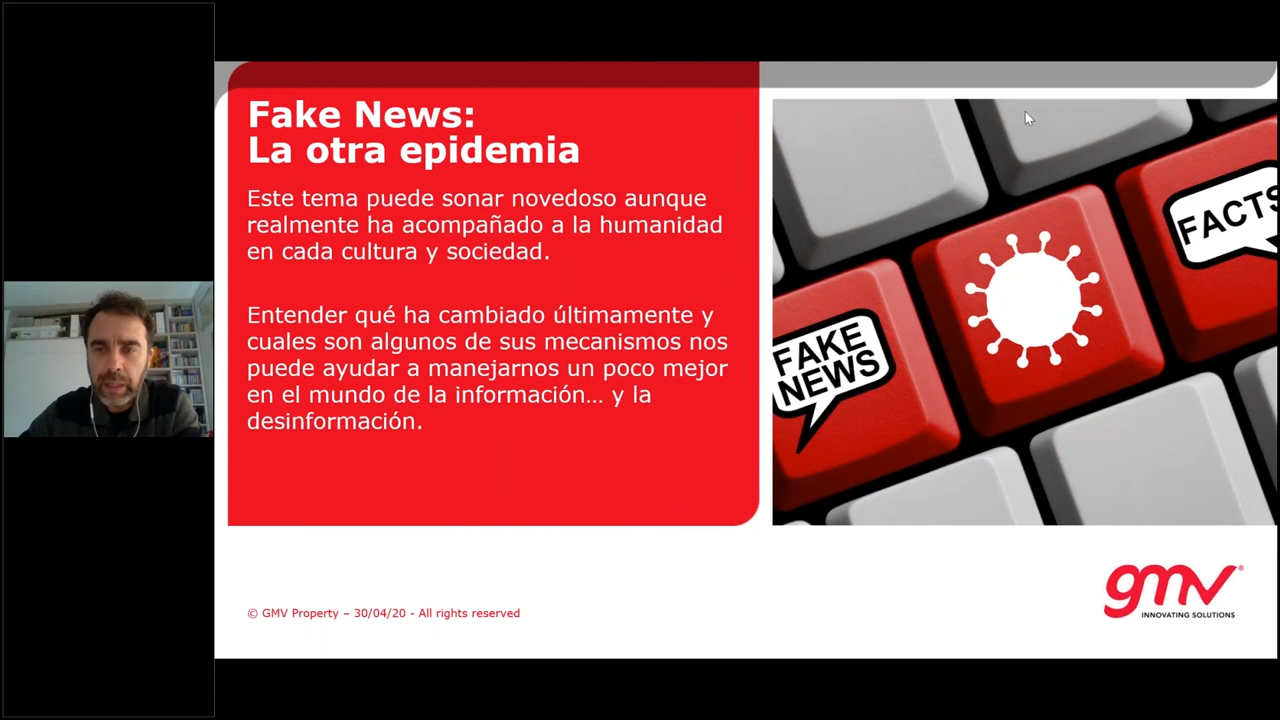 Fake News:
La otra epidemia
Este tema puede sonar novedoso aunque
realmente ha acompañado a la humanidad
en cada cultura y sociedad.
Entender qué ha cambiado últimamente y
cuales son algunos de sus mecanismos nos
puede ayudar a manejarnos un poco mejor
en el mundo de la información… y la
desinformación.
FAKE
NEWS
FACTS
© GMV Property – 30/04/20 - All rights reserved
gmv®
INNOVATING SOLUTIONS